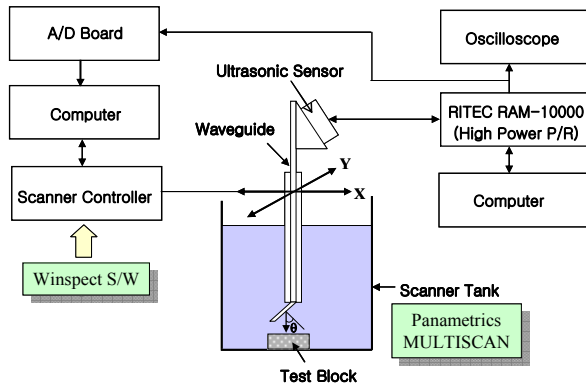 A/D Board
Oscilloscope
Ultrasonic Sensor
Computer
Waveguide
RITEC RAM-10000
(High Power P/R)
Y
Scanner Controller
X
Computer
Winspect S/W
Scanner Tank
θ
Panametrics
MULTISCAN
Test Block